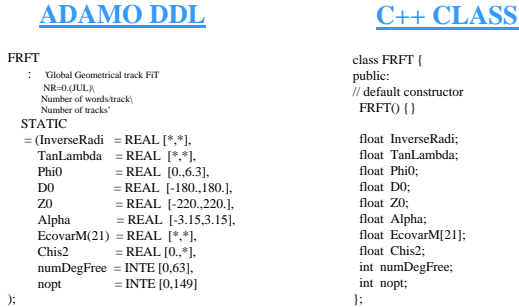 ADAMO DDL
FRFT
: 'Global Geometrical track FiT
NR=0.(JUL)\
Number of words/track\
Number of tracks'
STATIC
= (InverseRadi = REAL [*,*],
TanLambda = REAL [*,*],
Phi0 = REAL [0.,6.3],
D0 = REAL [-180.,180.],
Z0 = REAL [-220.,220.],
Alpha = REAL [-3.15,3.15],
EcovarM(21) = REAL [*,*],
Chis2 = REAL [0.,*],
numDegFree = INTE [0,63],
nopt = INTE [0,149]
);
C++ CLASS
class FRFT {
public:
// default constructor
FRFT() { }
float InverseRadi;
float TanLambda;
float Phi0;
float D0;
float Z0;
float Alpha;
float EcovarM[21];
float Chis2;
int numDegFree;
int nopt;
};